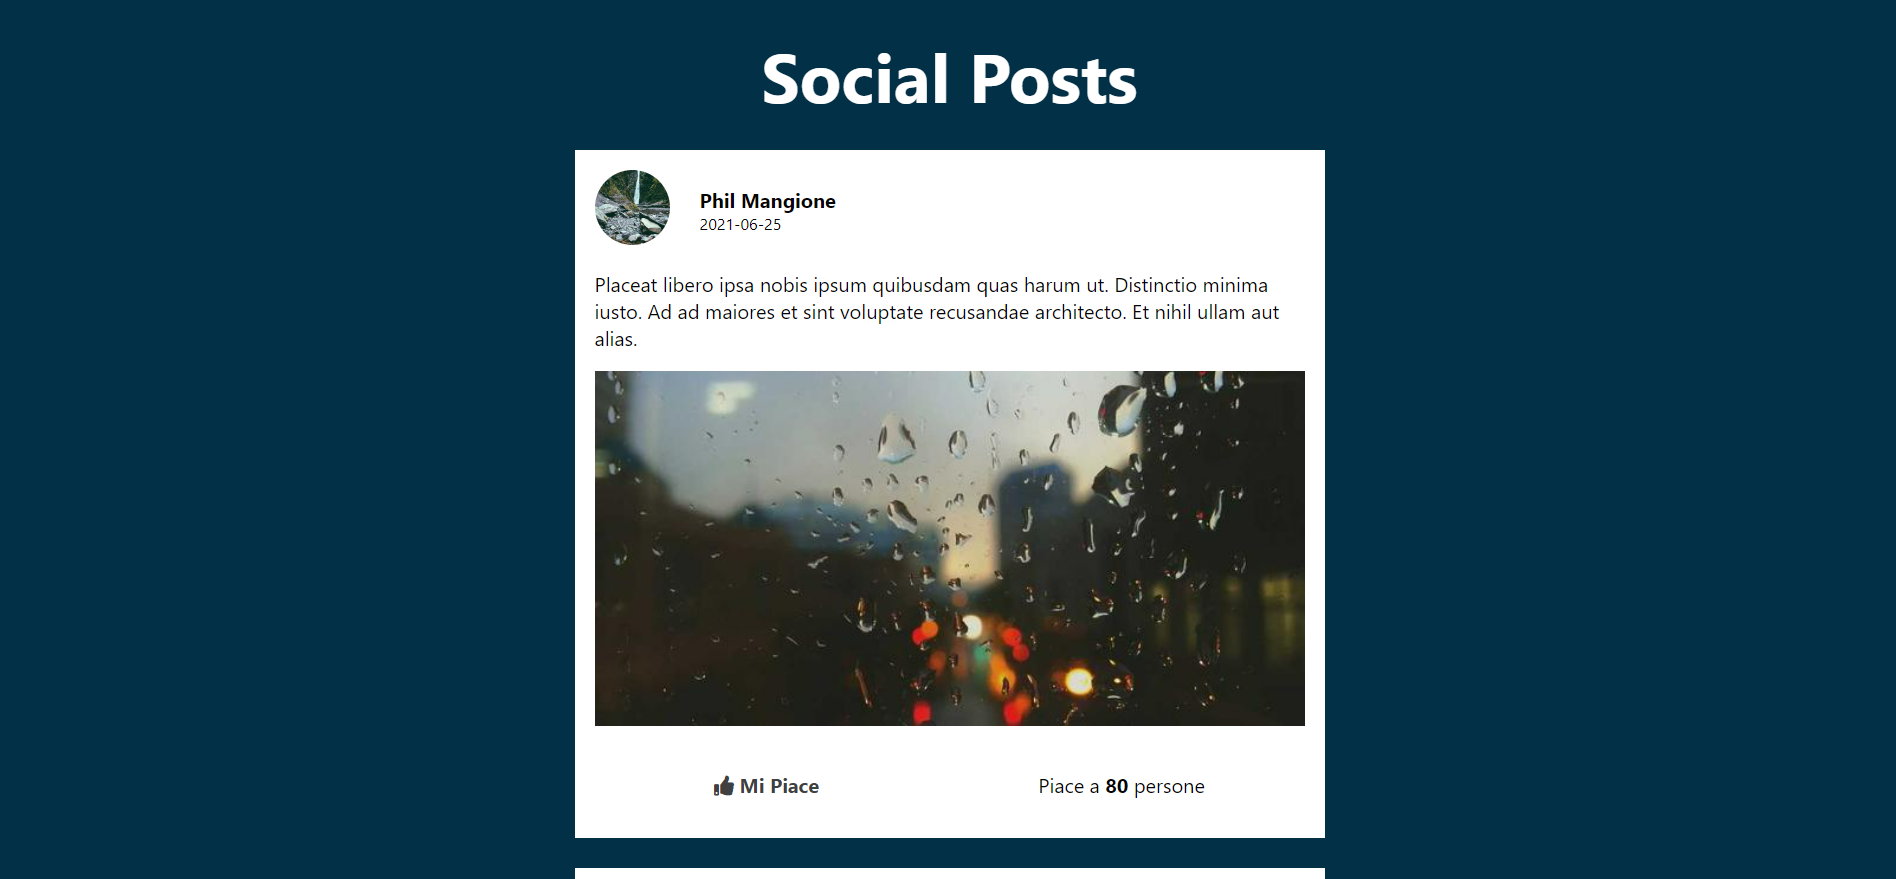 Social Posts
Phil Mangione
2021-06-25
Placeat libero ipsa nobis ipsum quibusdam quas harum ut. Distinctio minima
iusto. Ad ad maiores et sint voluptate recusandae architecto. Et nihil ullam aut
alias.
Mi Piace
Piace a 80 persone